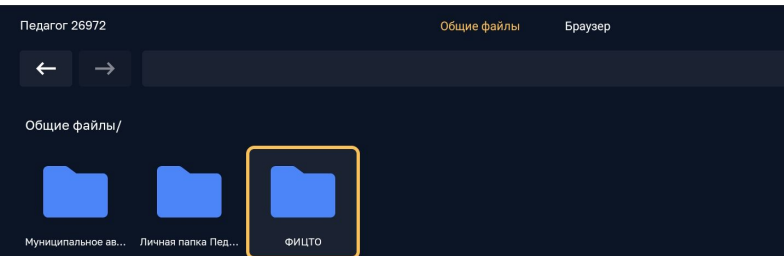 Педагог 26972 Общие файлы Браузер
Общие файлы/
Муниципальное ав... Личная папка Пед... ФИЦТО